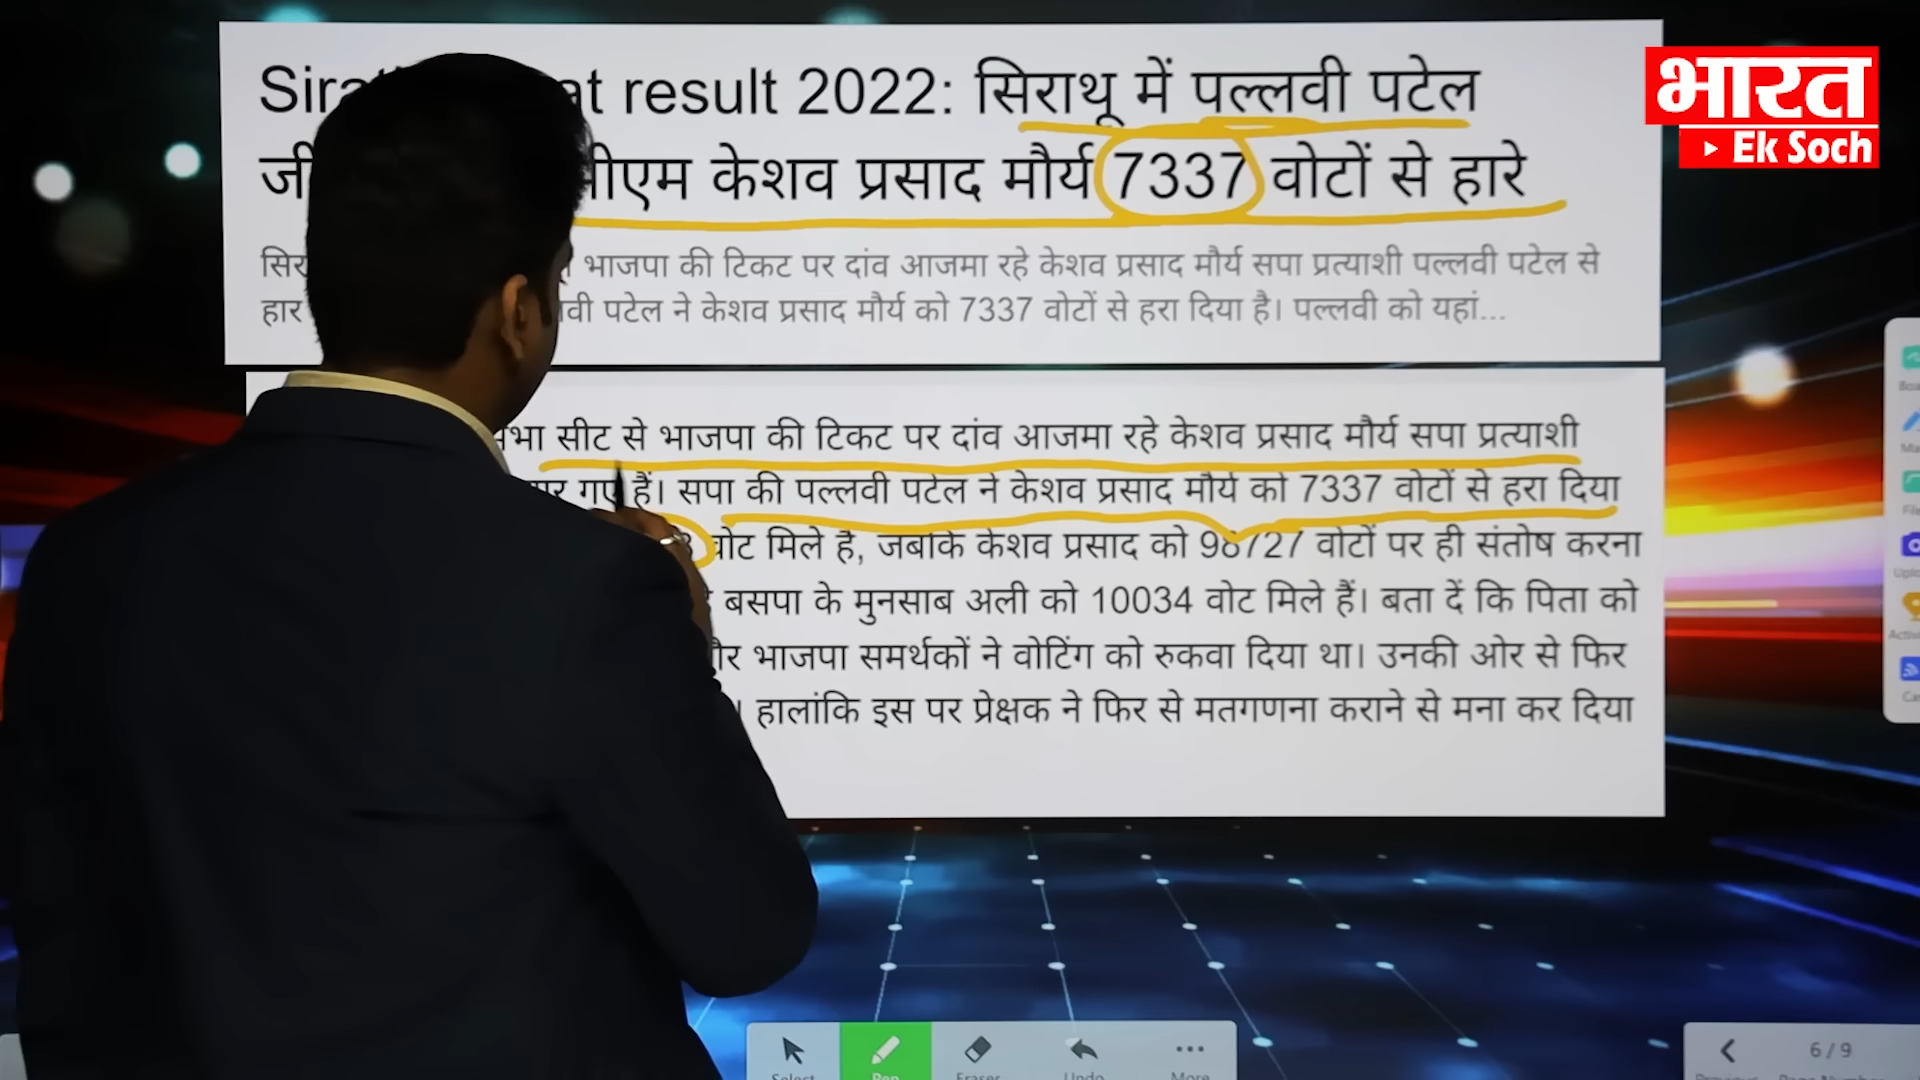 result 2022: सिराथू में पल्लवी पटेल
केशव प्रसाद मौर्य 7337 वोटों से हारे
भाजपा की टिकट पर दांव आजमा रहे केशव प्रसाद मौर्य सपा प्रत्याशी पल्लवी पटेल से
हार पटेल ने केशव प्रसाद मौर्य को 7337 वोटों से हरा दिया है। पल्लवी को यहां...
सीट से भाजपा की टिकट पर दांव आजमा रहे केशव प्रसाद मौर्य सपा प्रत्याशी
हैं। सपा की पल्लवी पटेल ने केशव प्रसाद मौर्य को 7337 वोटों से हरा दिया
वोट मिले है, जबकि केशव प्रसाद को 98727 वोटों पर ही संतोष करना
बसपा के मुनसाब अली को 10034 वोट मिले हैं। बता दें कि पिता को
भाजपा समर्थकों ने वोटिंग को रुकवा दिया था। उनकी ओर से फिर
। हालांकि इस पर प्रेक्षक ने फिर से मतगणना कराने से मना कर दिया
भारत
Ek Soch
Select Pen Eraser Undo More
6 / 9